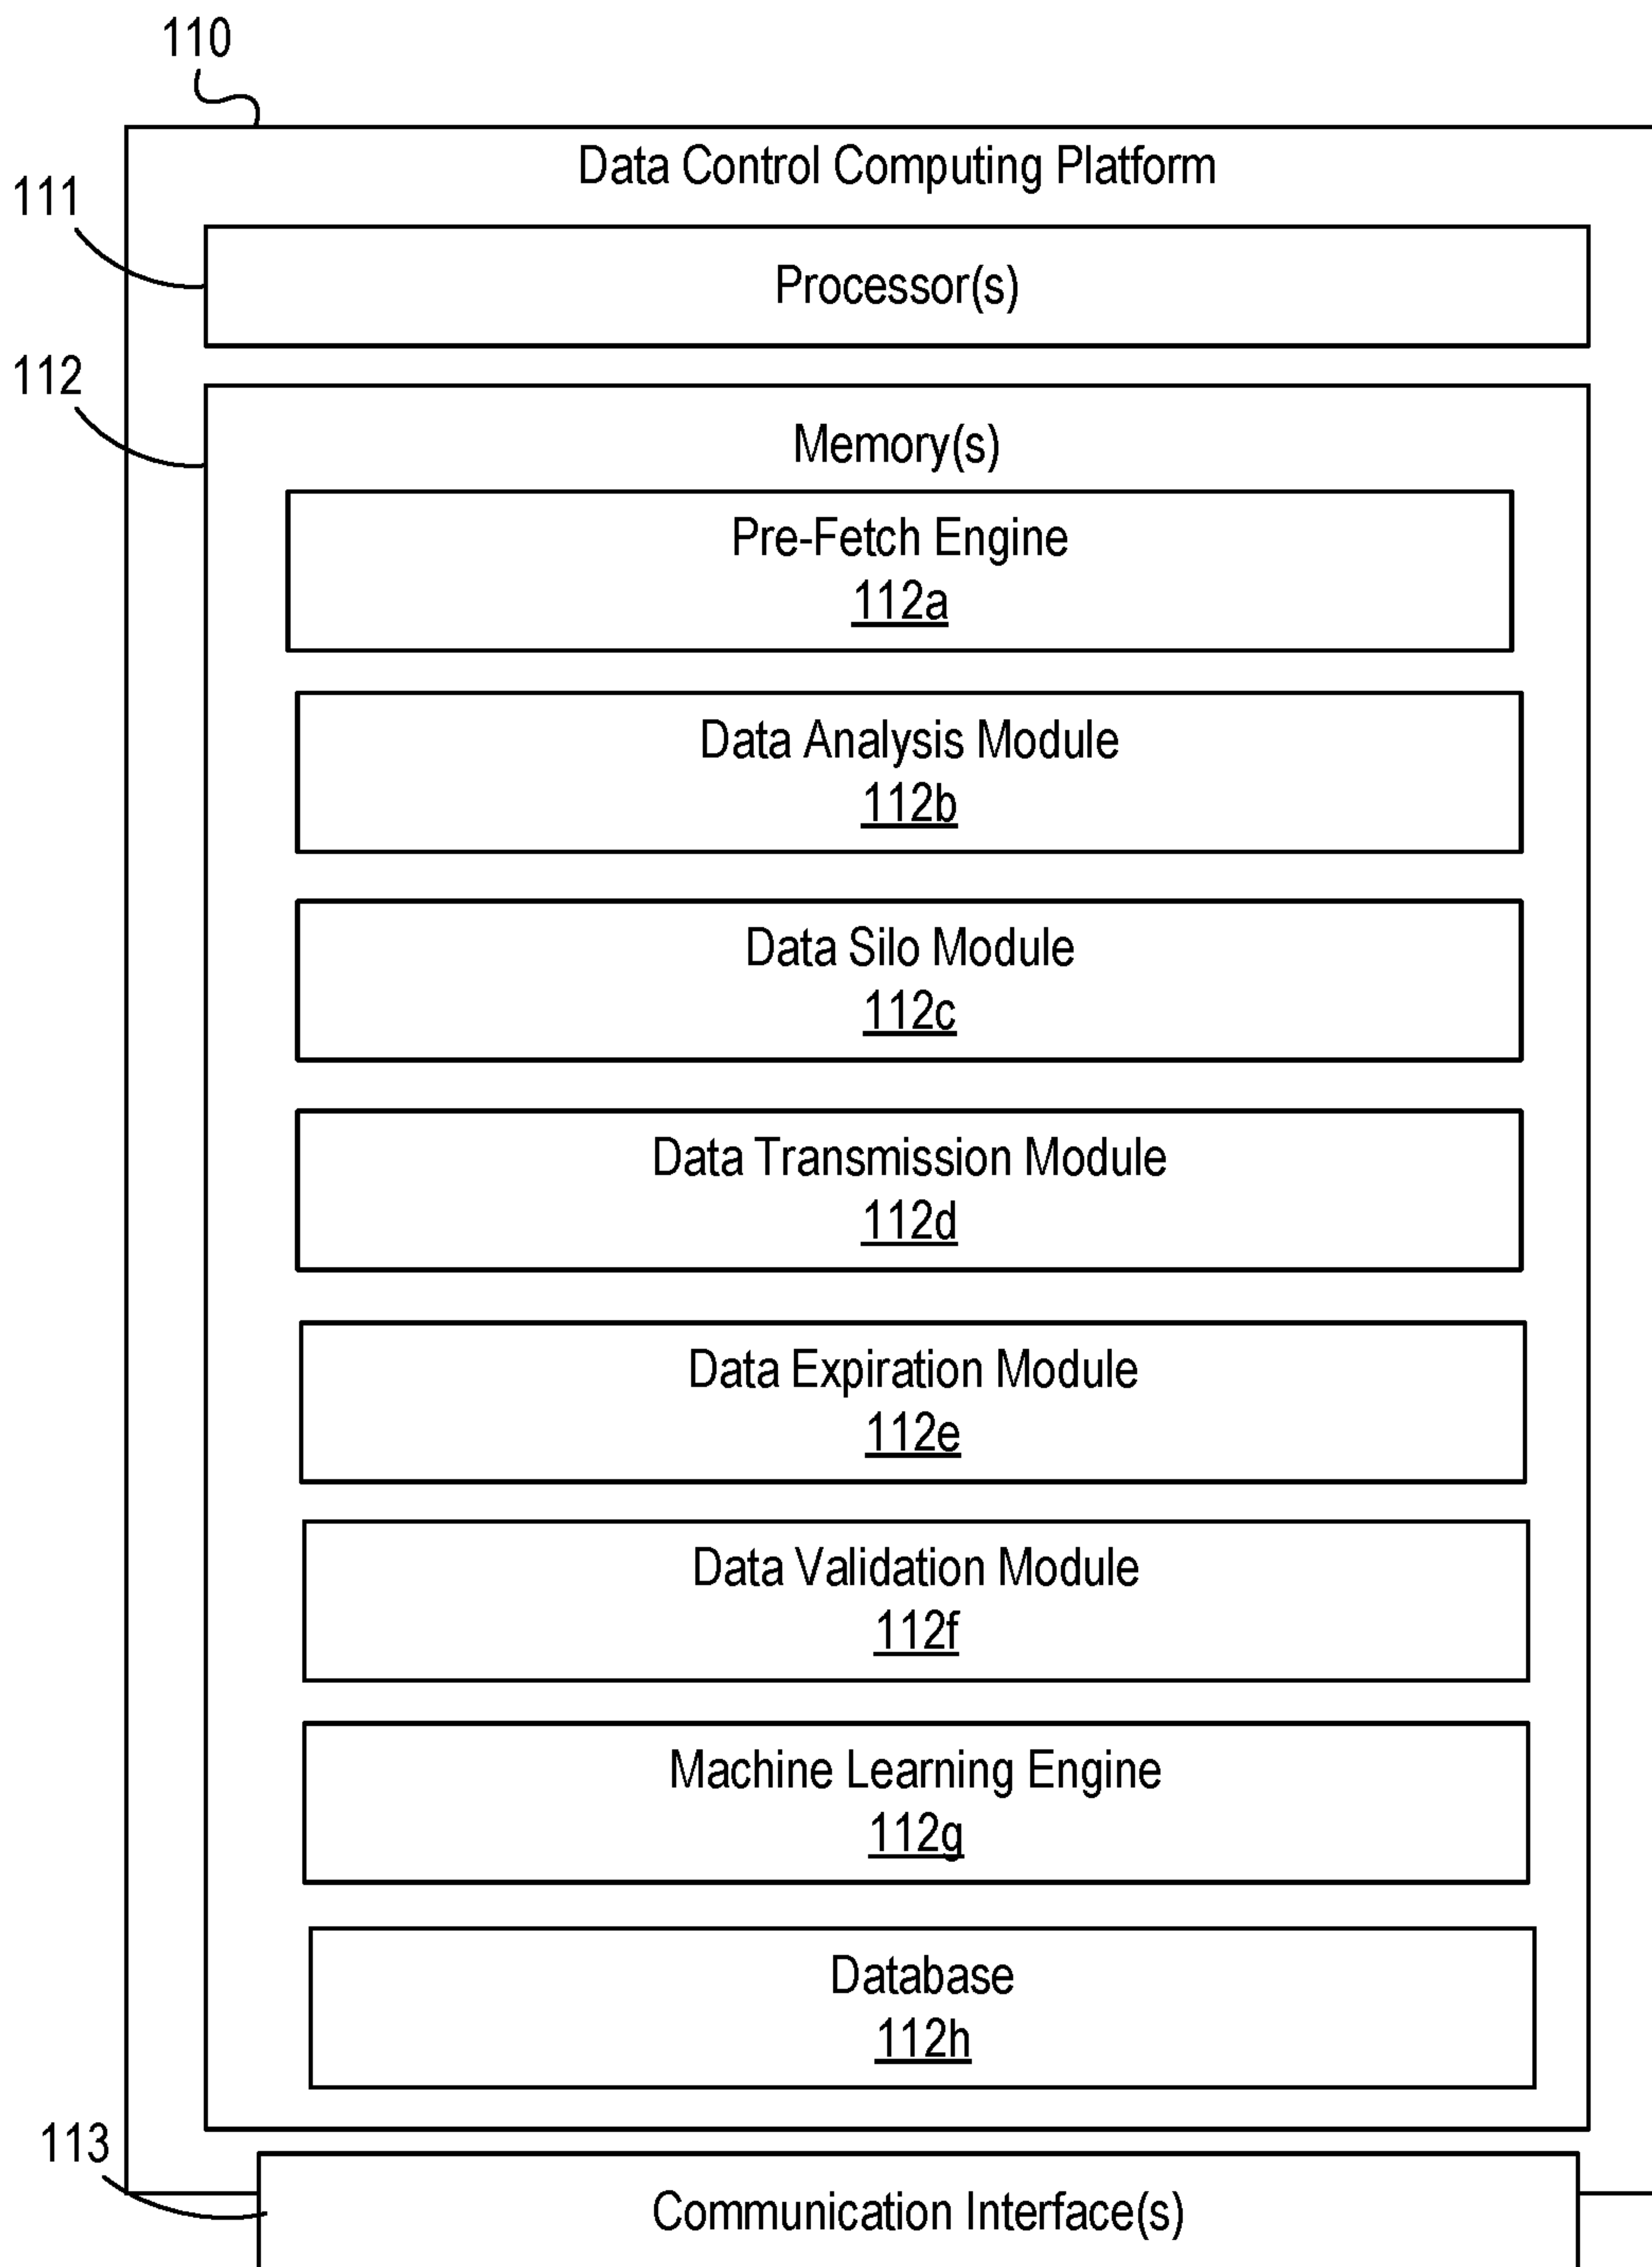 110
Data Control Computing Platform
111
Processor(s)
112
Memory(s)
Pre-Fetch Engine
112a
Data Analysis Module
112b
Data Silo Module
112c
Data Transmission Module
112d
Data Expiration Module
112e
Data Validation Module
112f
Machine Learning Engine
112g
Database
112h
113
Communication Interface(s)